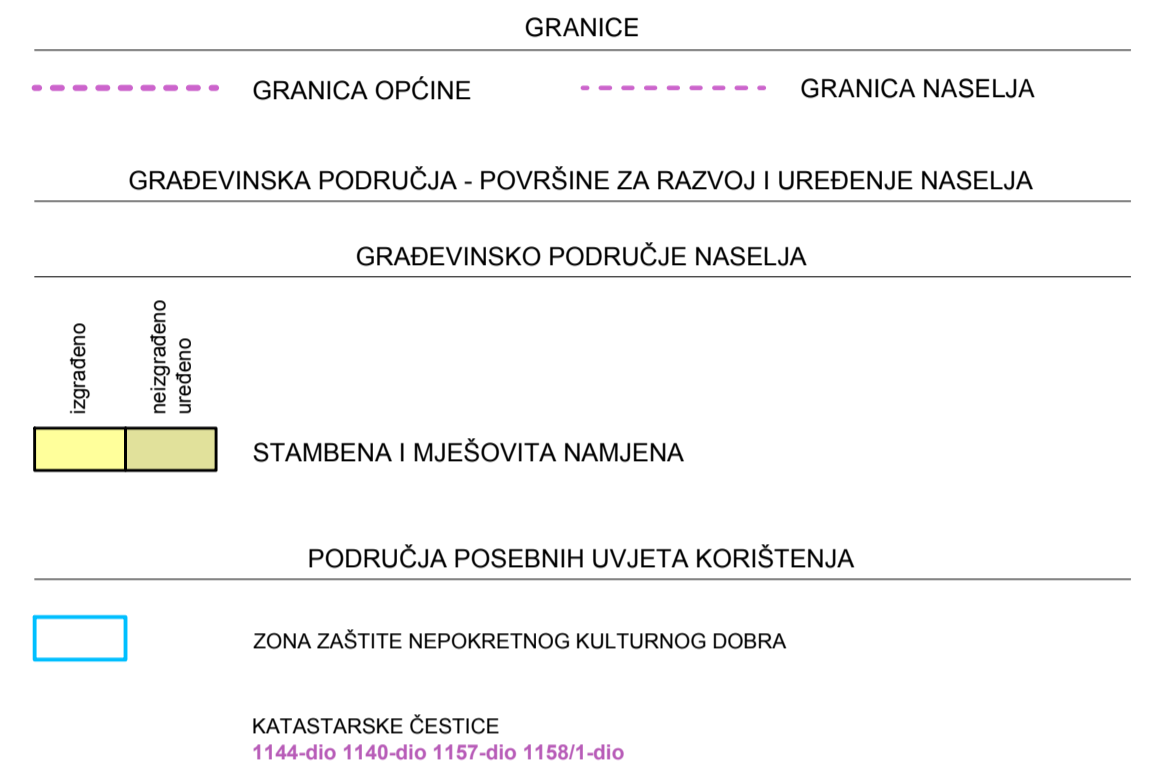 GRANICE
GRANICA OPĆINE
GRANICA NASELJA
GRAĐEVINSKA PODRUČJA - POVRŠINE ZA RAZVOJ I UREĐENJE NASELJA
GRAĐEVINSKO PODRUČJE NASELJA
izgrađeno
neizgrađeno
uređeno
STAMBENA I MJEŠOVITA NAMJENA
PODRUČJA POSEBNIH UVJETA KORIŠTENJA
ZONA ZAŠTITE NEPOKRETNOG KULTURNOG DOBRA
KATASTARSKE ČESTICE
1144-dio 1140-dio 1157-dio 1158/1-dio